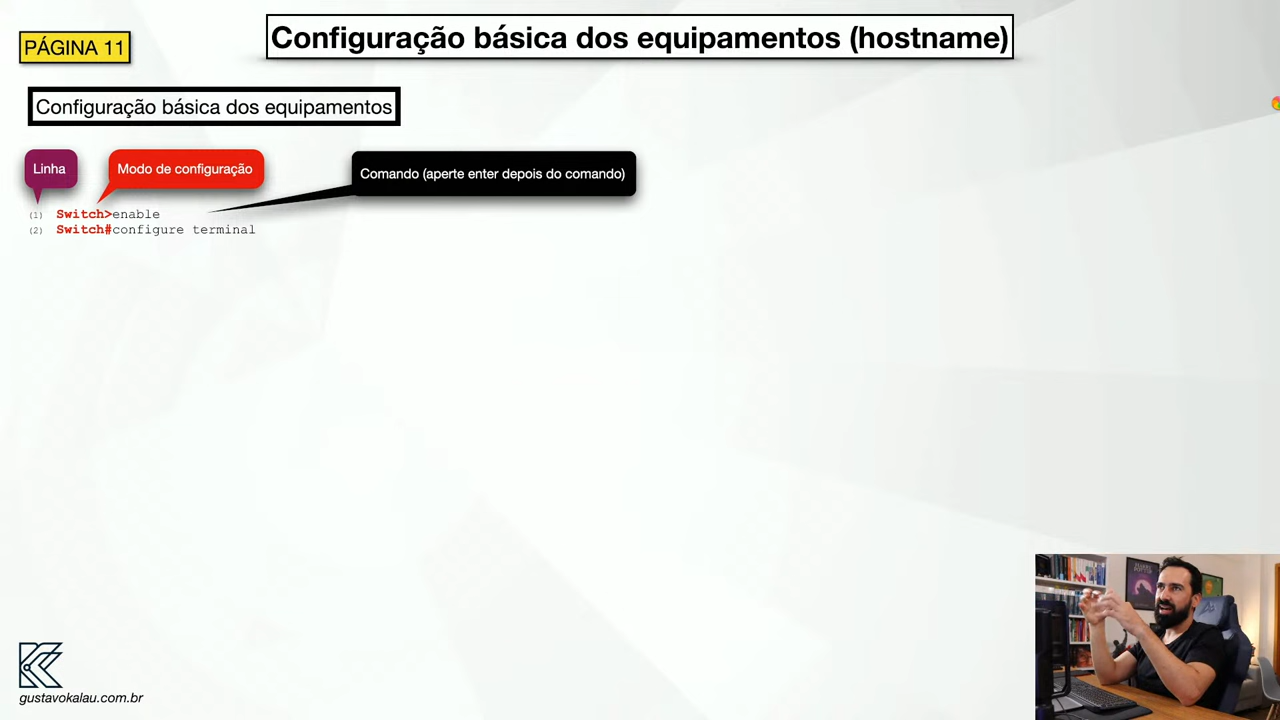 Configuração básica dos equipamentos (hostname)
PÁGINA 11
Configuração básica dos equipamentos
Linha
Modo de configuração
Comando (aperte enter depois do comando)
(1) Switch>enable
(2) Switch#configure terminal
gustavokalau.com.br